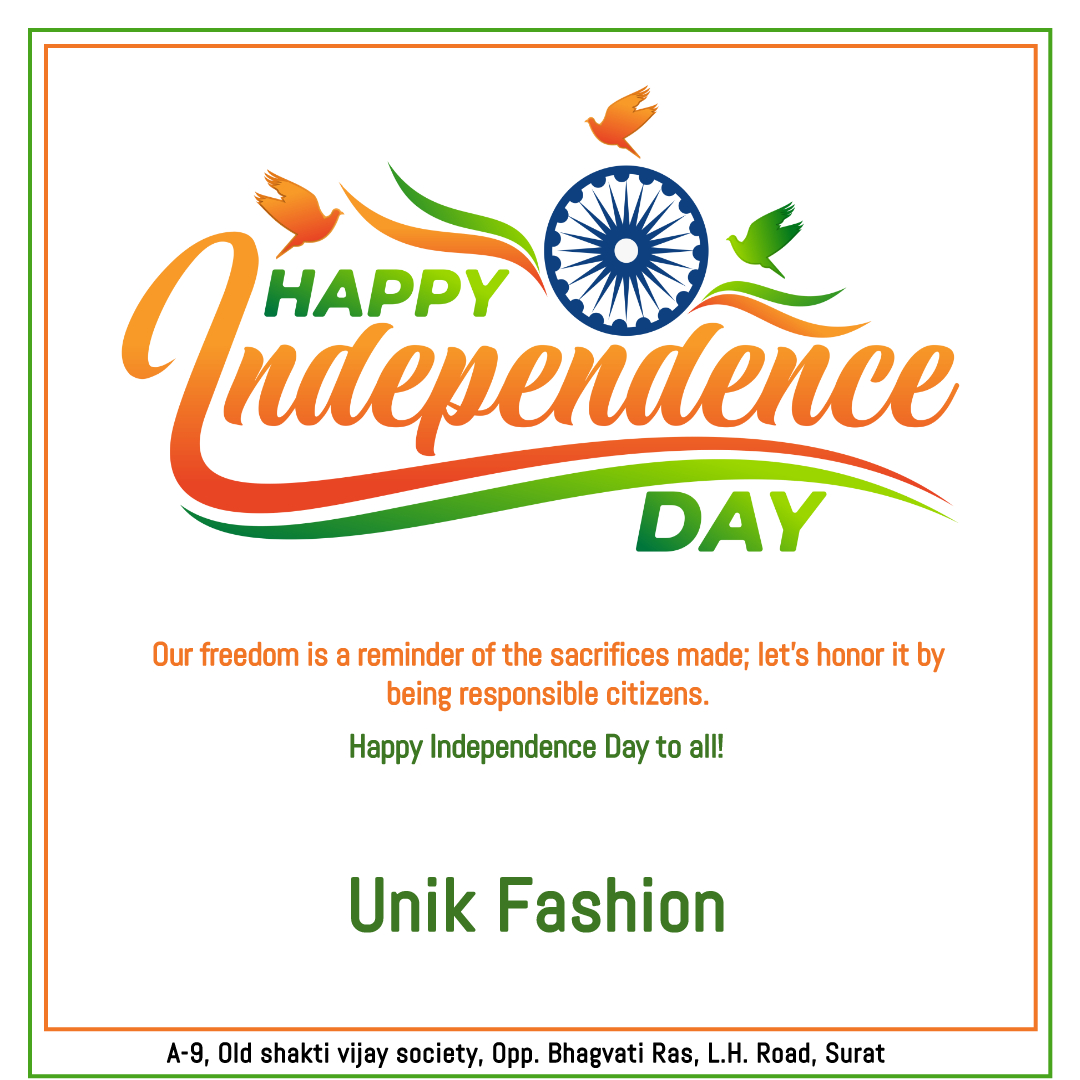 HAPPY
Independence
DAY
Our freedom is a reminder of the sacrifices made; let's honor it by
being responsible citizens.
Happy Independence Day to all!
Unik Fashion
A-9, Old shakti vijay society, Opp. Bhagvati Ras, L.H. Road, Surat